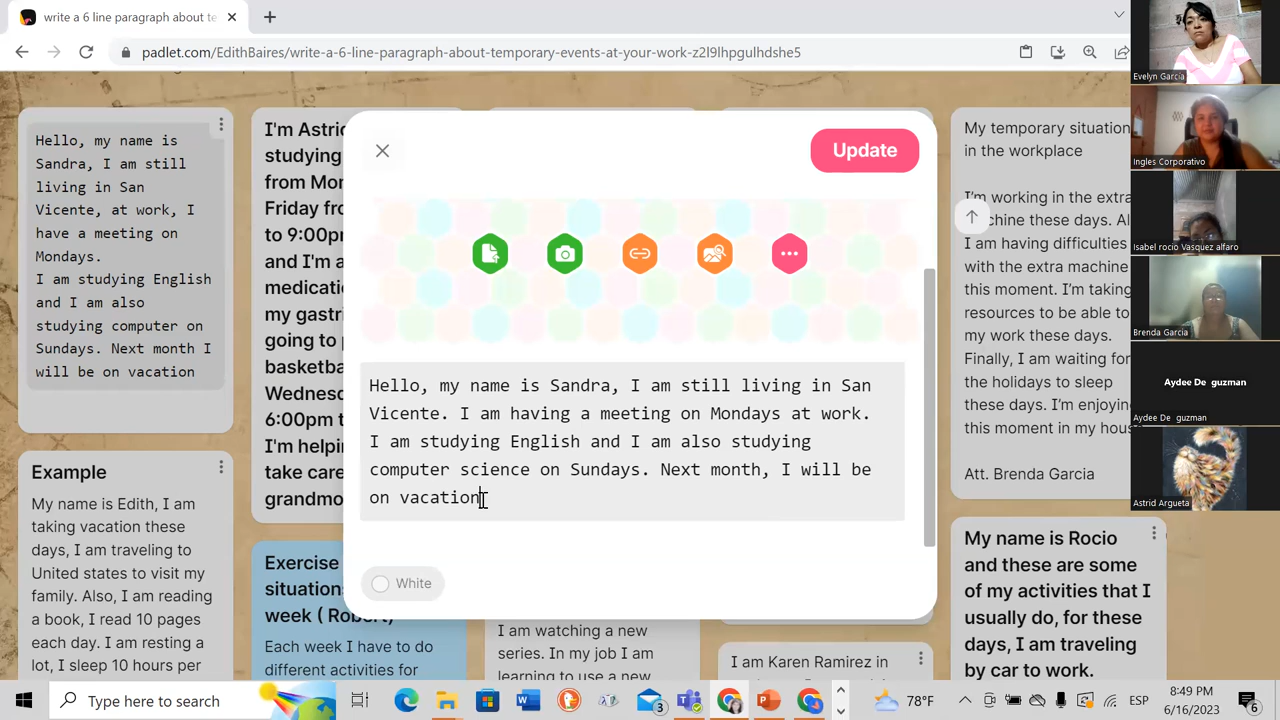 write a 6 line paragraph about te
padlet.com/EdithBaires/write-a-6-line-paragraph-about-temporary-events-at-your-work-z2l9lhpgulhdshe5
Hello, my name is
Sandra, I am still
living in San
Vicente, at work, I
have a meeting on
Mondays.
I am studying English
and I am also
studying computer on
Sundays. Next month I
will be on vacation
Example
My name is Edith, I am
taking vacation these
days, I am traveling to
United states to visit my
family. Also, I am reading
a book, I read 10 pages
each day. I am resting a
lot, I sleep 10 hours per
I'm Astric
studying
from Mon
Friday fro
to 9:00pm
and I'm a
medicatio
my gastri
going to p
basketba
Wednes
6:00pm t
I'm helpin
take care
grandmo
Exercise
situation
week ( Robert)
Each week I have to do
different activities for
Update
Hello, my name is Sandra, I am still living in San
Vicente. I am having a meeting on Mondays at work.
I am studying English and I am also studying
computer science on Sundays. Next month, I will be
on vacation
White
I am watching a new
series. In my job I am
learning to use a new
I am Karen Ramirez in
My temporary situation
in the workplace
I'm working in the extra
chine these days. Al
I am having difficulties
with the extra machine
this moment. I'm taking
resources to be able to
my work these days.
Finally, I am waiting for
the holidays to sleep
these days. I'm enjoying
this moment in my hous
Att. Brenda Garcia
My name is Rocio
and these are some
of my activities that I
usually do, for these
days, I am traveling
by car to work.
Evelyn García
Ingles Corporativo
Isabel rocio Vasquez alfaro
Brenda Garcia
Aydee De guzman
Aydee De guzman
Astrid Argueta
Type here to search
3
78°F
ESP
8:49 PM
6/16/2023
6